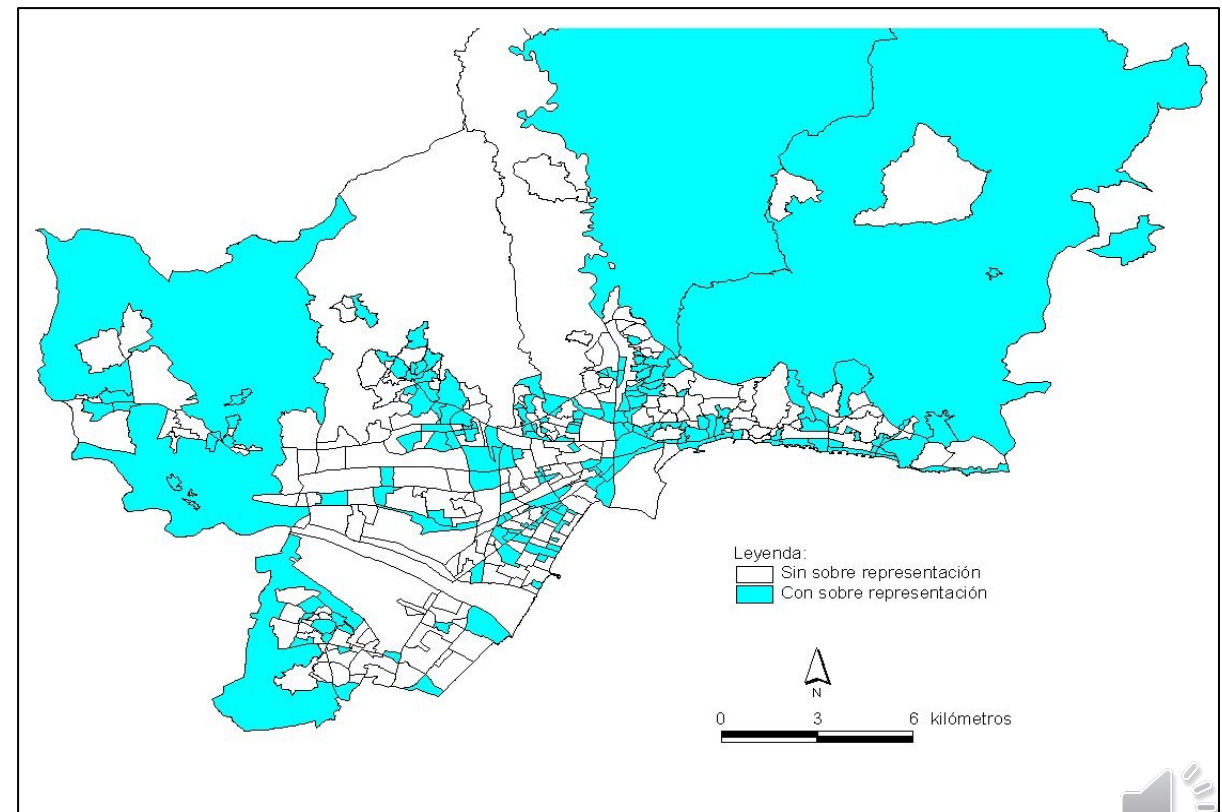 Leyenda:
Sin sobre representación
Con sobre representación
N
0 3 6 kilómetros